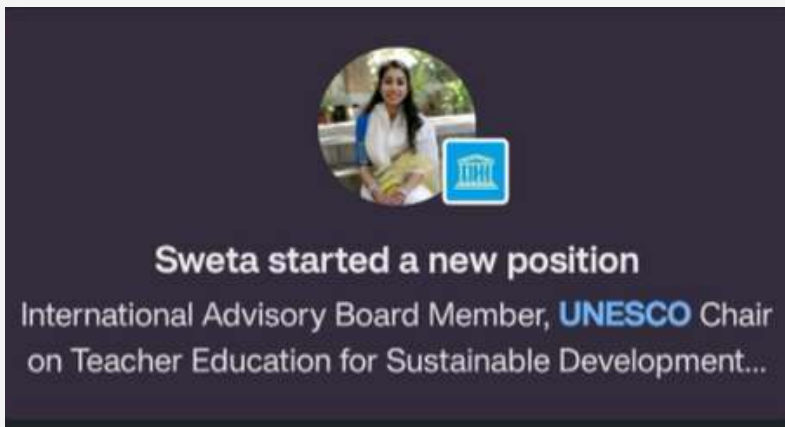 Sweta started a new position
International Advisory Board Member, UNESCO Chair
on Teacher Education for Sustainable Development...